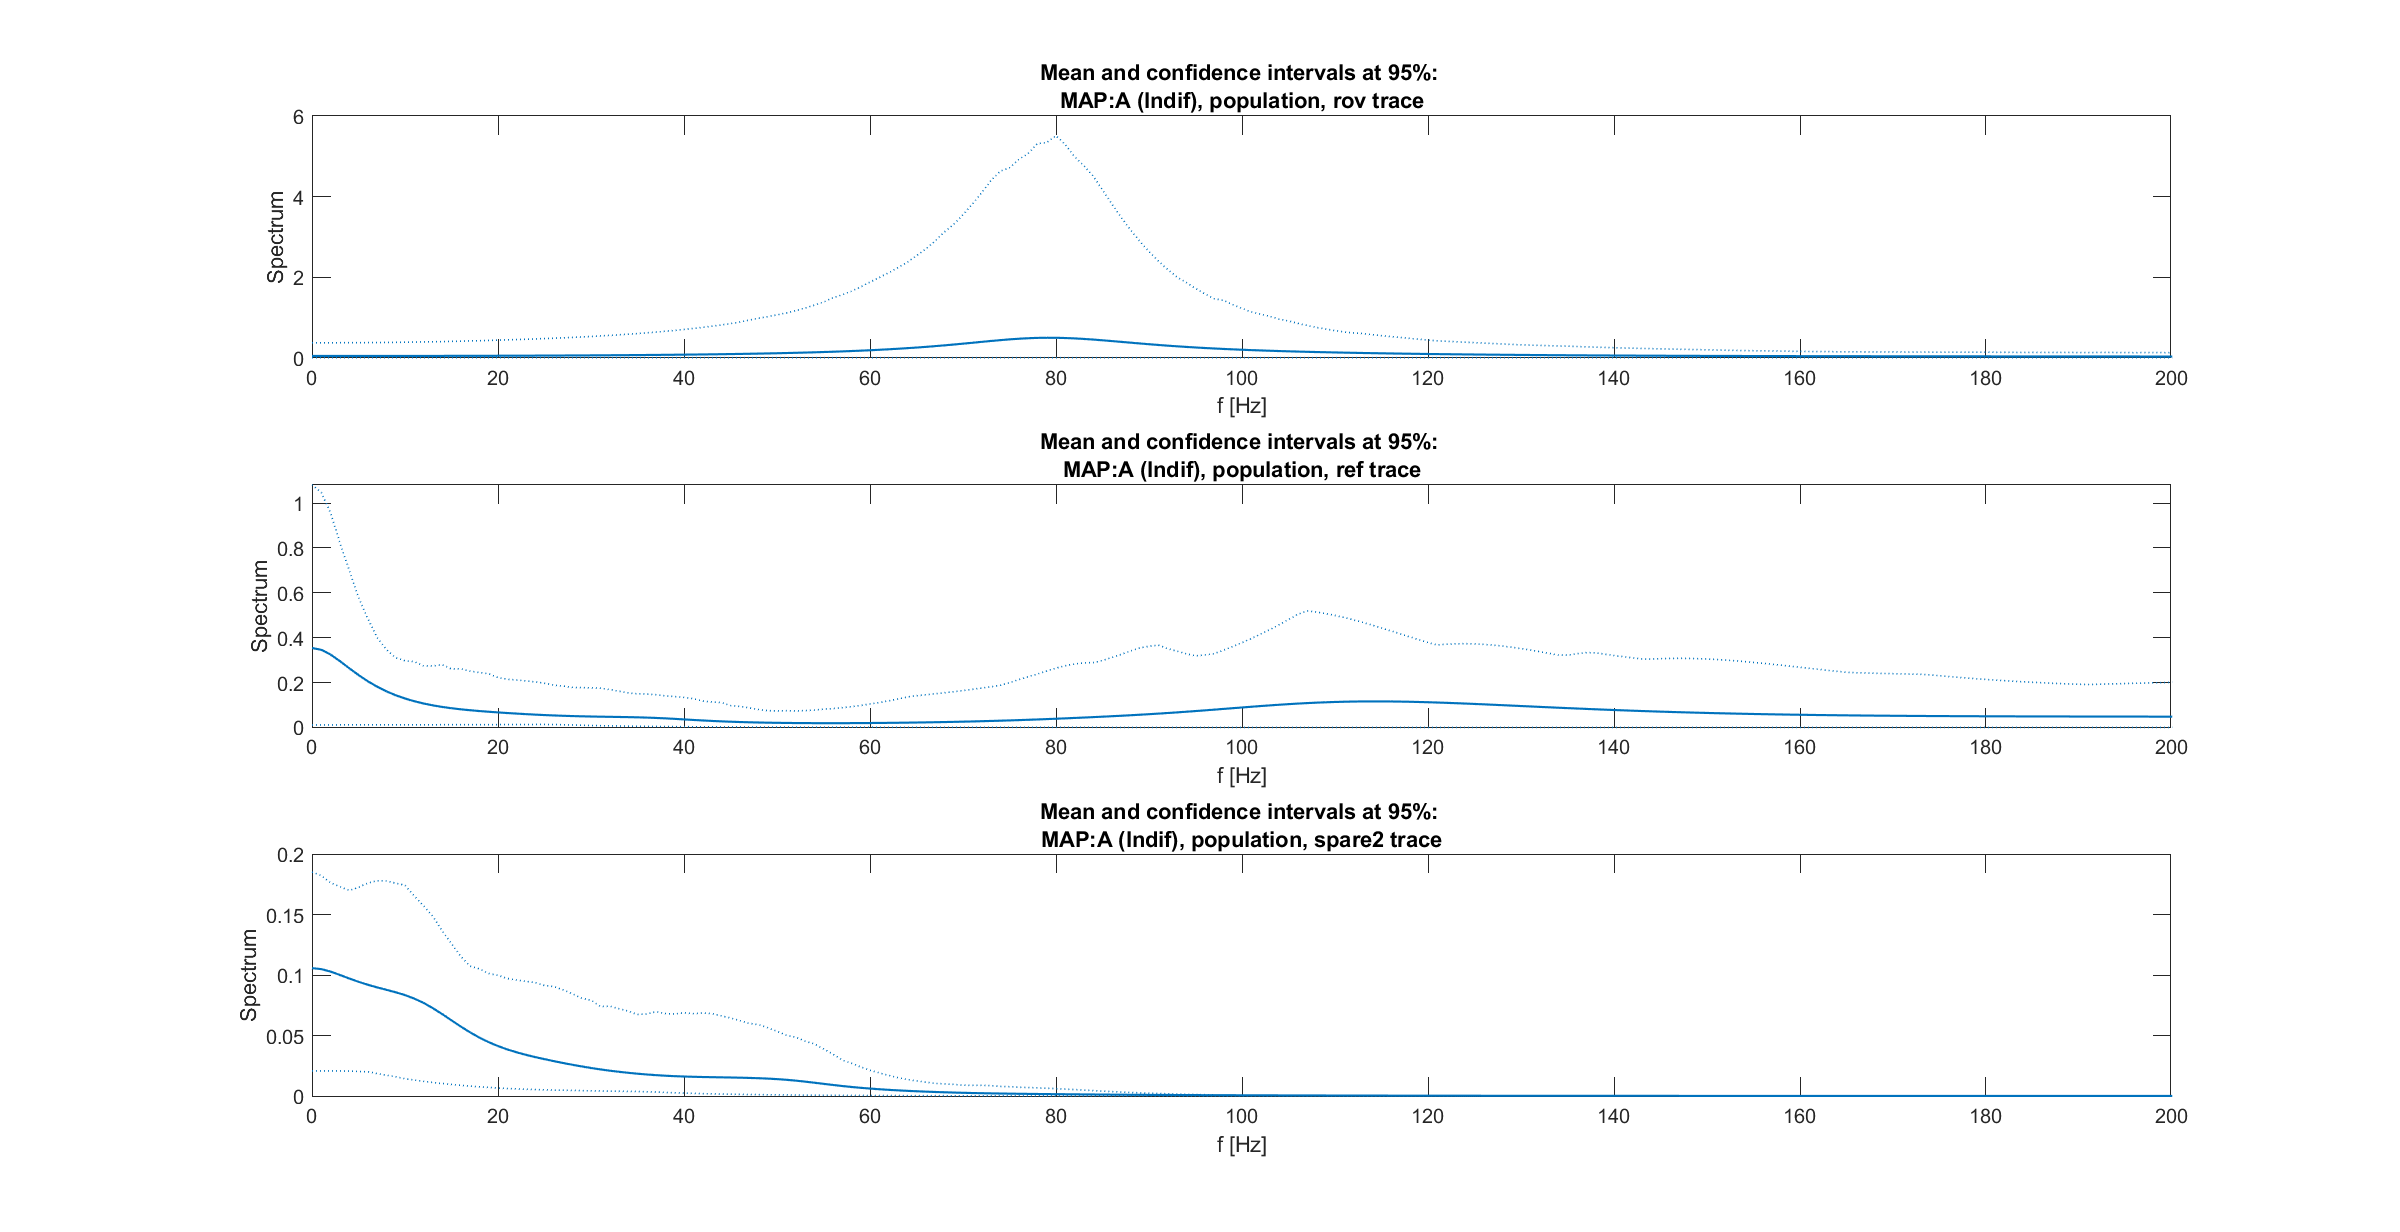 Mean and confidence intervals at 95%:
MAP:A (Indif), population, rov trace
6
4
2
0
Spectrum
0 20 40 60 80 100 120 140 160 180 200
f [Hz]
Mean and confidence intervals at 95%:
MAP:A (Indif), population, ref trace
1
0.8
0.6
0.4
0.2
0
Spectrum
0 20 40 60 80 100 120 140 160 180 200
f [Hz]
Mean and confidence intervals at 95%:
MAP:A (Indif), population, spare2 trace
0.2
0.15
0.1
0.05
0
Spectrum
0 20 40 60 80 100 120 140 160 180 200
f [Hz]